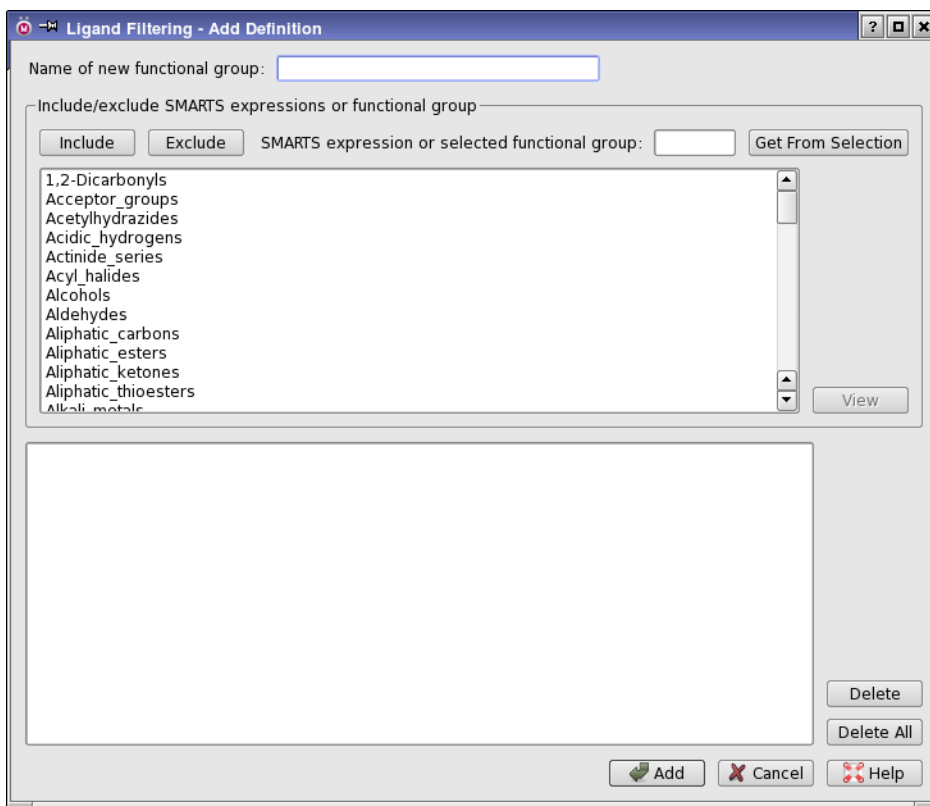 Ligand Filtering - Add Definition
Name of new functional group:
Include/exclude SMARTS expressions or functional group
Include Exclude SMARTS expression or selected functional group: Get From Selection
1,2-Dicarbonyls
Acceptor_groups
Acetylhydrazides
Acidic_hydrogens
Actinide_series
Acyl_halides
Alcohols
Aldehydes
Aliphatic_carbons
Aliphatic_esters
Aliphatic_ketones
Aliphatic_thioesters
Alkali_metals
View
Delete
Delete All
Add Cancel Help